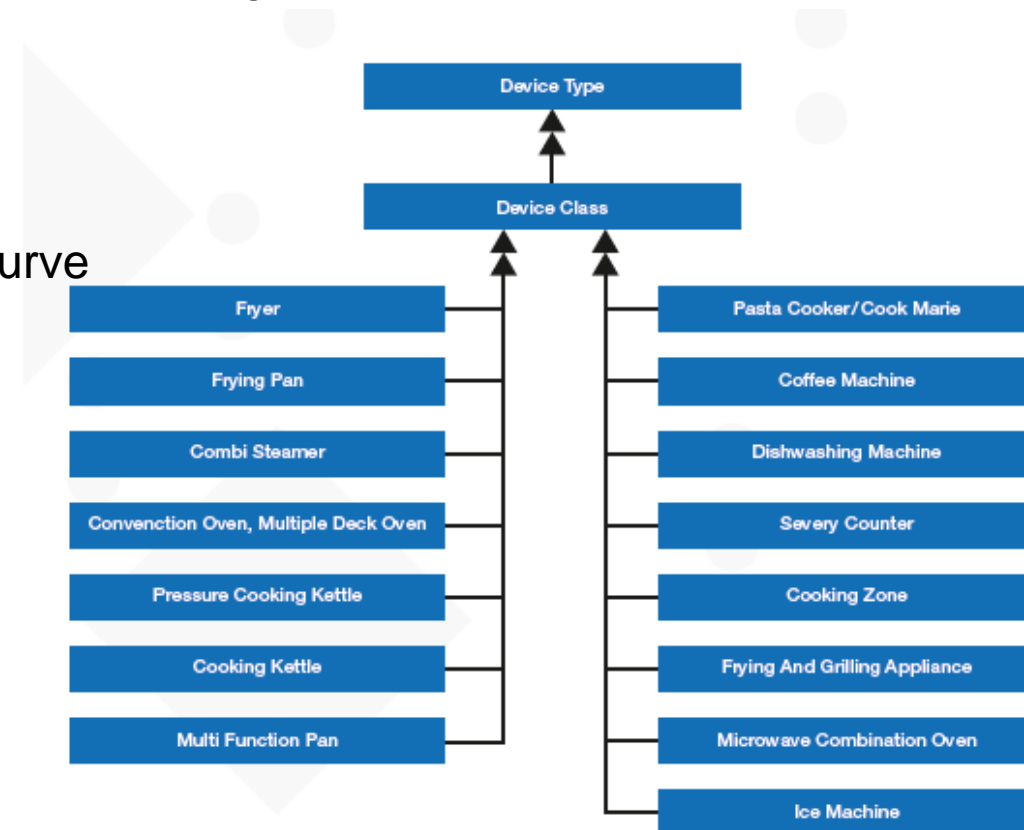 Device Type
Device Class
urve
Fryer
Frying Pan
Combi Steamer
Convenction Oven, Multiple Deck Oven
Pressure Cooking Kettle
Cooking Kettle
Multi Function Pan
Pasta Cooker/Cook Marie
Coffee Machine
Dishwashing Machine
Severy Counter
Cooking Zone
Frying And Grilling Appliance
Microwave Combination Oven
Ice Machine